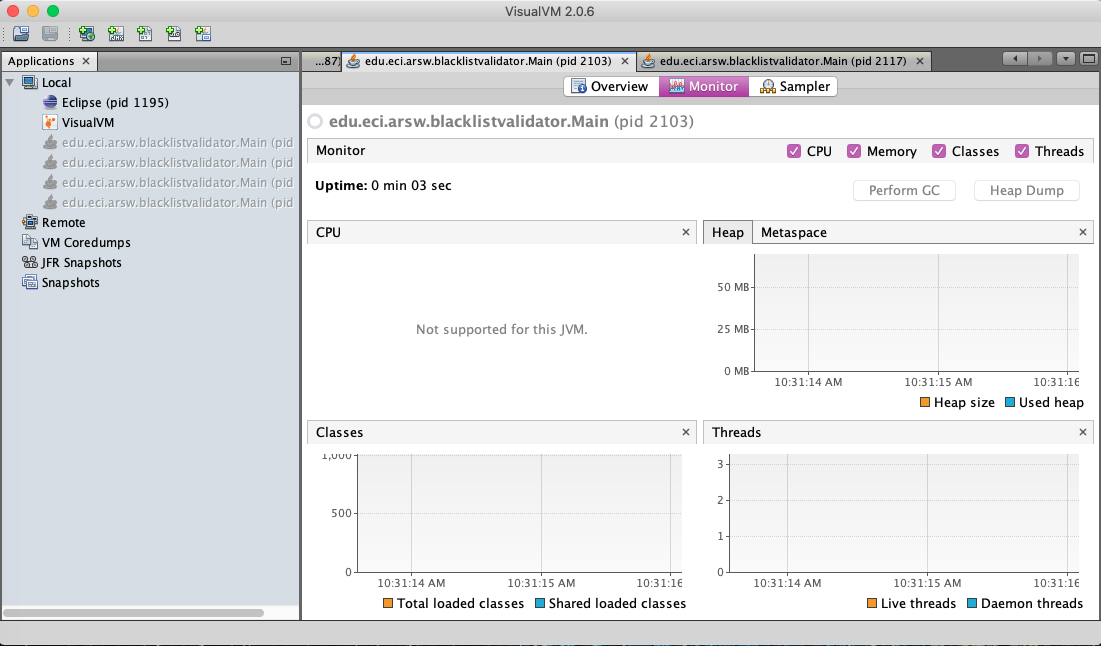 VisualVM 2.0.6
Applications
...87)
edu.eci.arsw.blacklistvalidator.Main (pid 2103)
edu.eci.arsw.blacklistvalidator.Main (pid 2117)
Local
Eclipse (pid 1195)
VisualVM
edu.eci.arsw.blacklistvalidator.Main (pid
edu.eci.arsw.blacklistvalidator.Main (pid
edu.eci.arsw.blacklistvalidator.Main (pid
edu.eci.arsw.blacklistvalidator.Main (pid
Remote
VM Coredumps
JFR Snapshots
Snapshots
Overview Monitor Sampler
edu.eci.arsw.blacklistvalidator.Main (pid 2103)
Monitor
CPU Memory Classes Threads
Uptime: 0 min 03 sec
Perform GC Heap Dump
CPU
Not supported for this JVM.
Heap Metaspace
50 MB
25 MB
0 MB
10:31:14 AM 10:31:15 AM 10:31:16
Heap size Used heap
Classes
1,000
500
0
10:31:14 AM 10:31:15 AM 10:31:16
Total loaded classes Shared loaded classes
Threads
3
2
1
0
10:31:14 AM 10:31:15 AM 10:31:16
Live threads Daemon threads